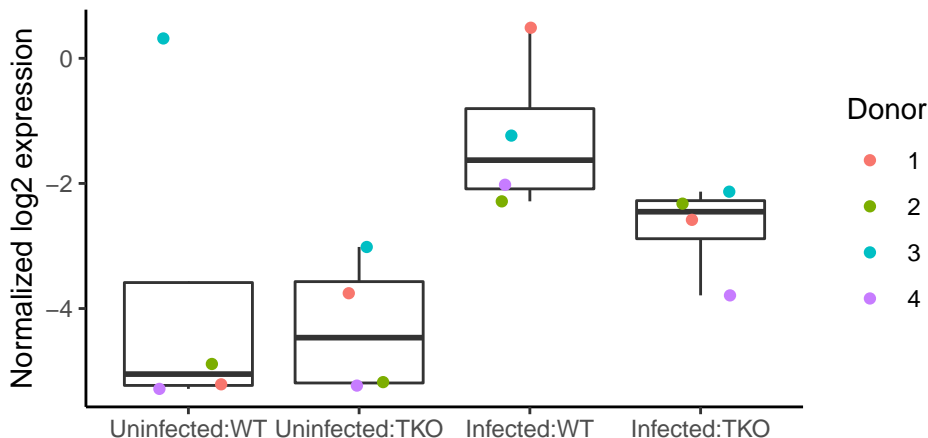 Normalized log2 expression
0
−2
−4
Uninfected:WT
Uninfected:TKO
Infected:WT
Infected:TKO
Donor
1
2
3
4